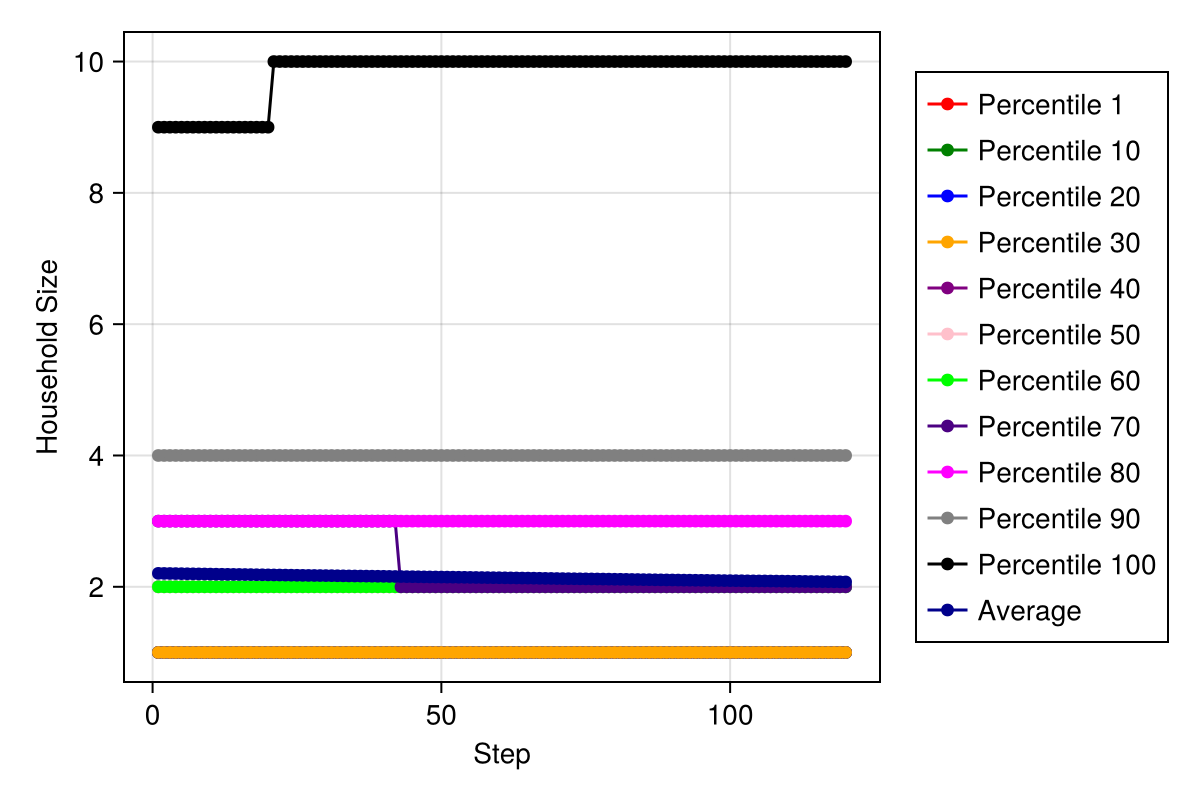 10
8
6
4
2
Household Size
0
50
100
Step
Percentile 1
Percentile 10
Percentile 20
Percentile 30
Percentile 40
Percentile 50
Percentile 60
Percentile 70
Percentile 80
Percentile 90
Percentile 100
Average